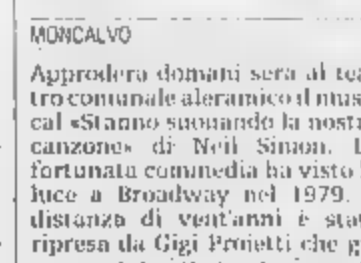 MONCALVO
Approderà domani sera al tea
tro comunale aleramico il musi
cal «Stanno suonando la nostra
canzone» di Neil Simon. L
fortunata commedia ha visto
luce a Broadway nel 1979.
distanza di vent'anni è sta
ripresa da Gigi Proietti che